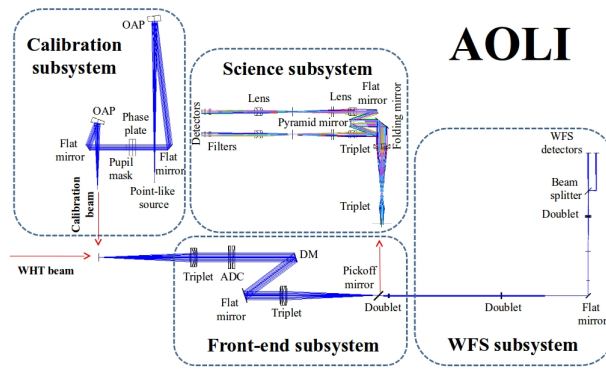 AOLI
Calibration
subsystem
OAP
OAP
Phase
plate
Flat
mirror
Pupil
mask
Flat
mirror
Point-like
source
Calibration
beam
Science subsystem
Lens
Lens
Flat
mirror
Detectors
Pyramid mirror
Folding mirror
Filters
Triplet
Triplet
WHT beam
Triplet
ADC
DM
Flat
mirror
Triplet
Pickoff
mirror
Doublet
Front-end subsystem
WFS
detectors
Beam
splitter
Doublet
Doublet
Flat
mirror
WFS subsystem